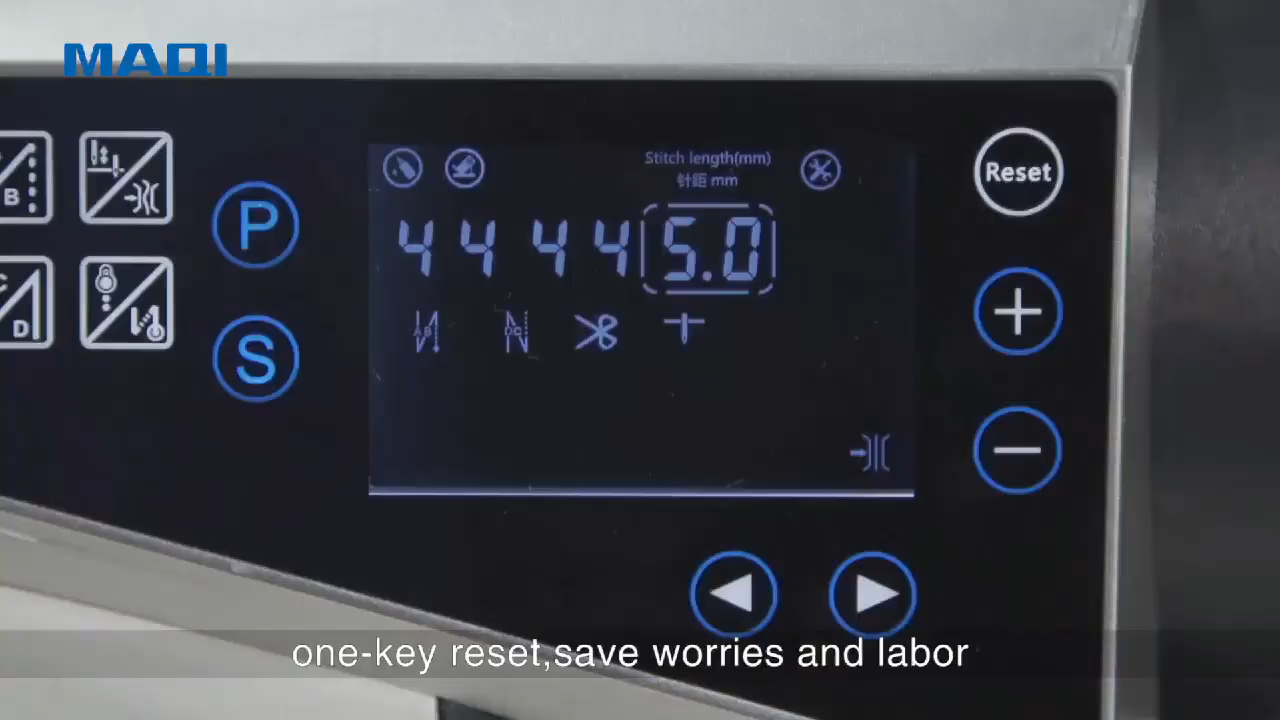 MAQI
Stitch length(mm)
针距 mm
Reset
B
P
4 4 4 4 5.0
A B
D C
C
D
S
one-key reset,save worries and labor